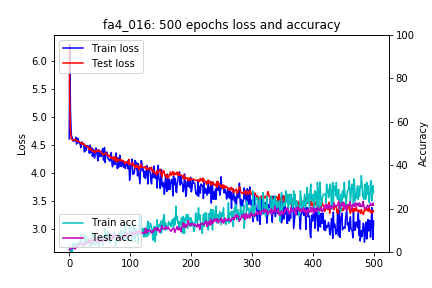 fa4_016: 500 epochs loss and accuracy
Train loss
Test loss
Train acc
Test acc
Loss
6.0
5.5
5.0
4.5
4.0
3.5
3.0
Accuracy
100
80
60
40
20
0
0 100 200 300 400 500